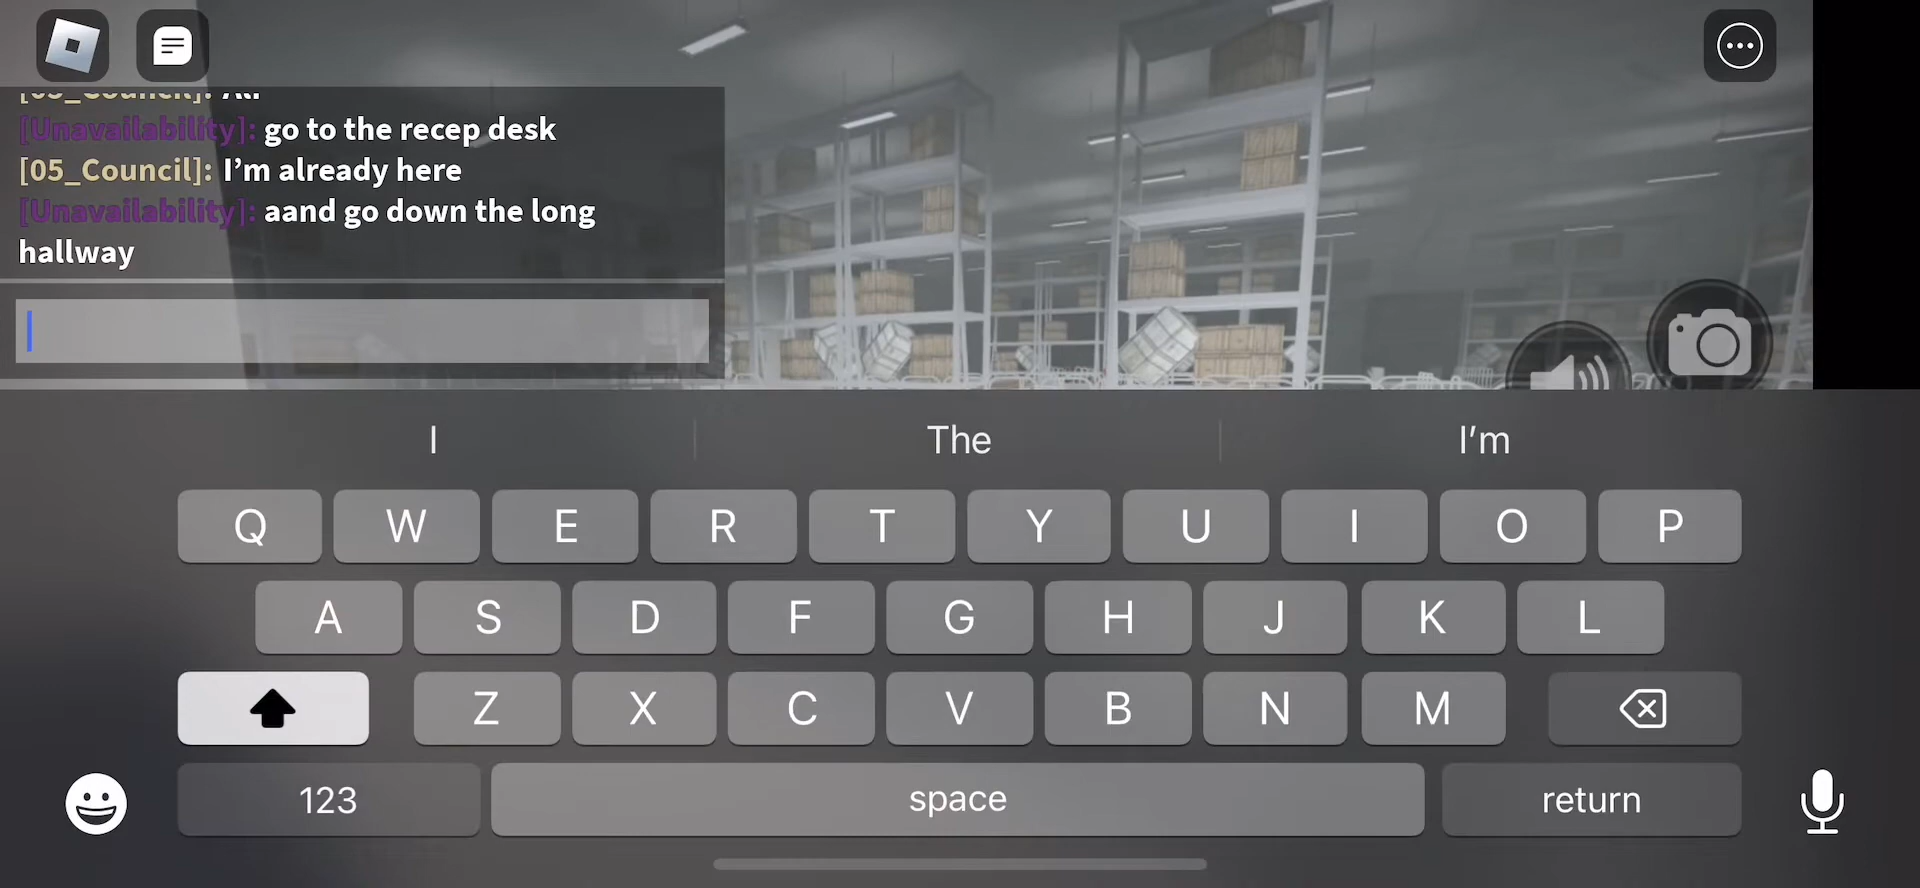 [Unavailability]: go to the recep desk
[05_Council]: I’m already here
[Unavailability]: aand go down the long
hallway
I The I’m
Q W E R T Y U I O P
A S D F G H J K L
Z X C V B N M
123 space return